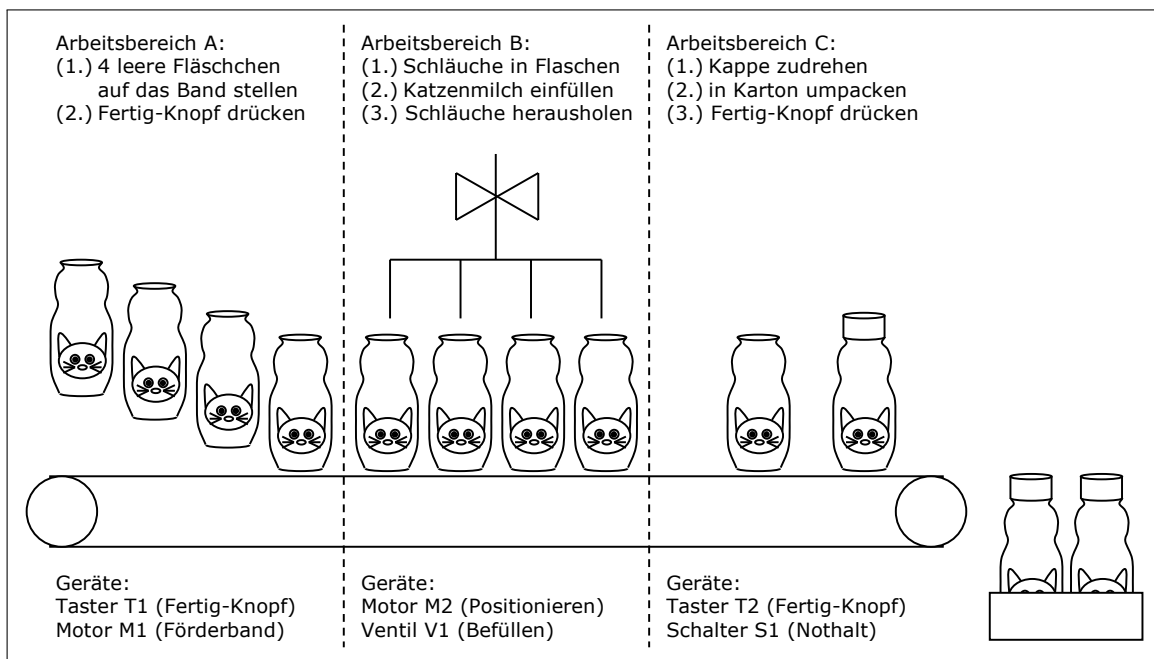 Arbeitsbereich A:
(1.) 4 leere Fläschchen
auf das Band stellen
(2.) Fertig-Knopf drücken
Arbeitsbereich B:
(1.) Schläuche in Flaschen
(2.) Katzenmilch einfüllen
(3.) Schläuche herausholen
Arbeitsbereich C:
(1.) Kappe zudrehen
(2.) in Karton umpacken
(3.) Fertig-Knopf drücken
Geräte:
Taster T1 (Fertig-Knopf)
Motor M1 (Förderband)
Geräte:
Motor M2 (Positionieren)
Ventil V1 (Befüllen)
Geräte:
Taster T2 (Fertig-Knopf)
Schalter S1 (Nothalt)